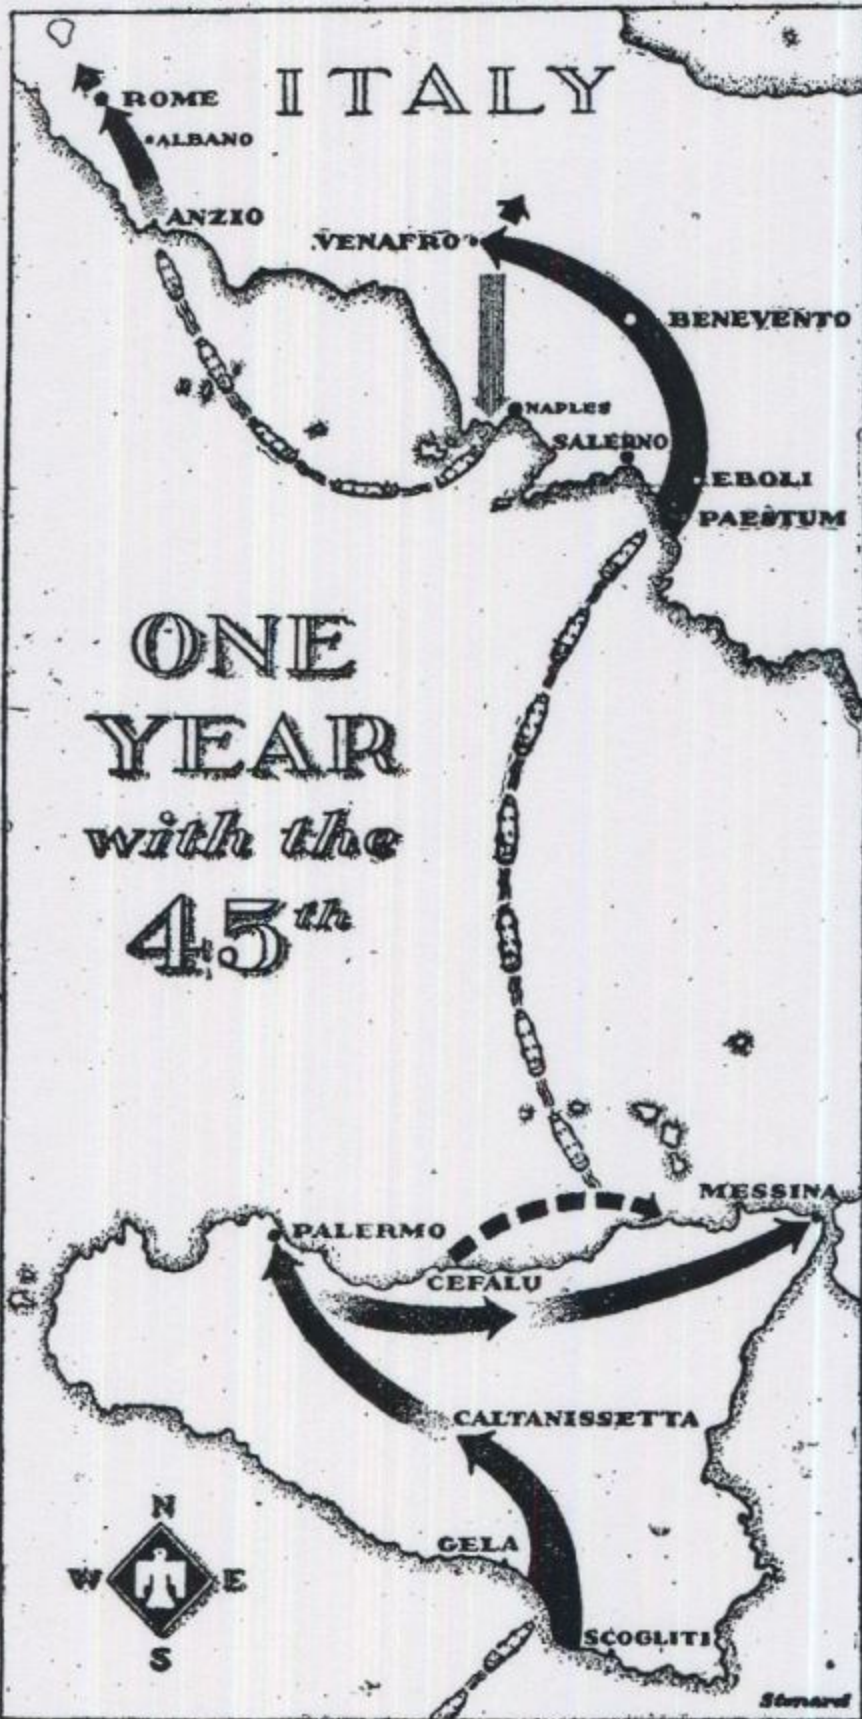 ITALY
ROME
ALBANO
ANZIO
VENAFRO
BENEVENTO
NAPLES
SALERNO
EBOLI
PAESTUM
ONE
YEAR
with the
45th
MESSINA
PALERMO
CEFALU
CALTANISSETTA
GELA
SCOGLITI
N
W E
S